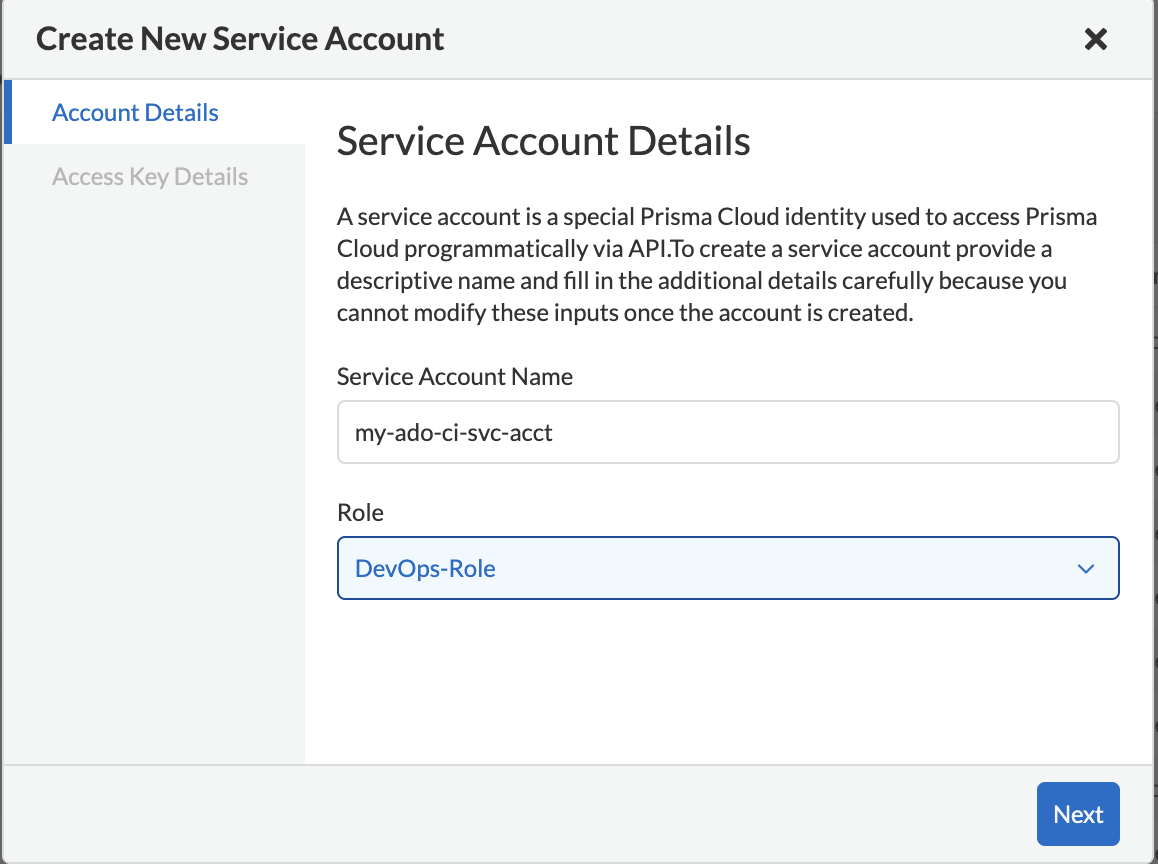 Create New Service Account
Account Details
Access Key Details
Service Account Details
A service account is a special Prisma Cloud identity used to access Prisma
Cloud programmatically via API.To create a service account provide a
descriptive name and fill in the additional details carefully because you
cannot modify these inputs once the account is created.
Service Account Name
my-ado-ci-svc-acct
Role
DevOps-Role
Next